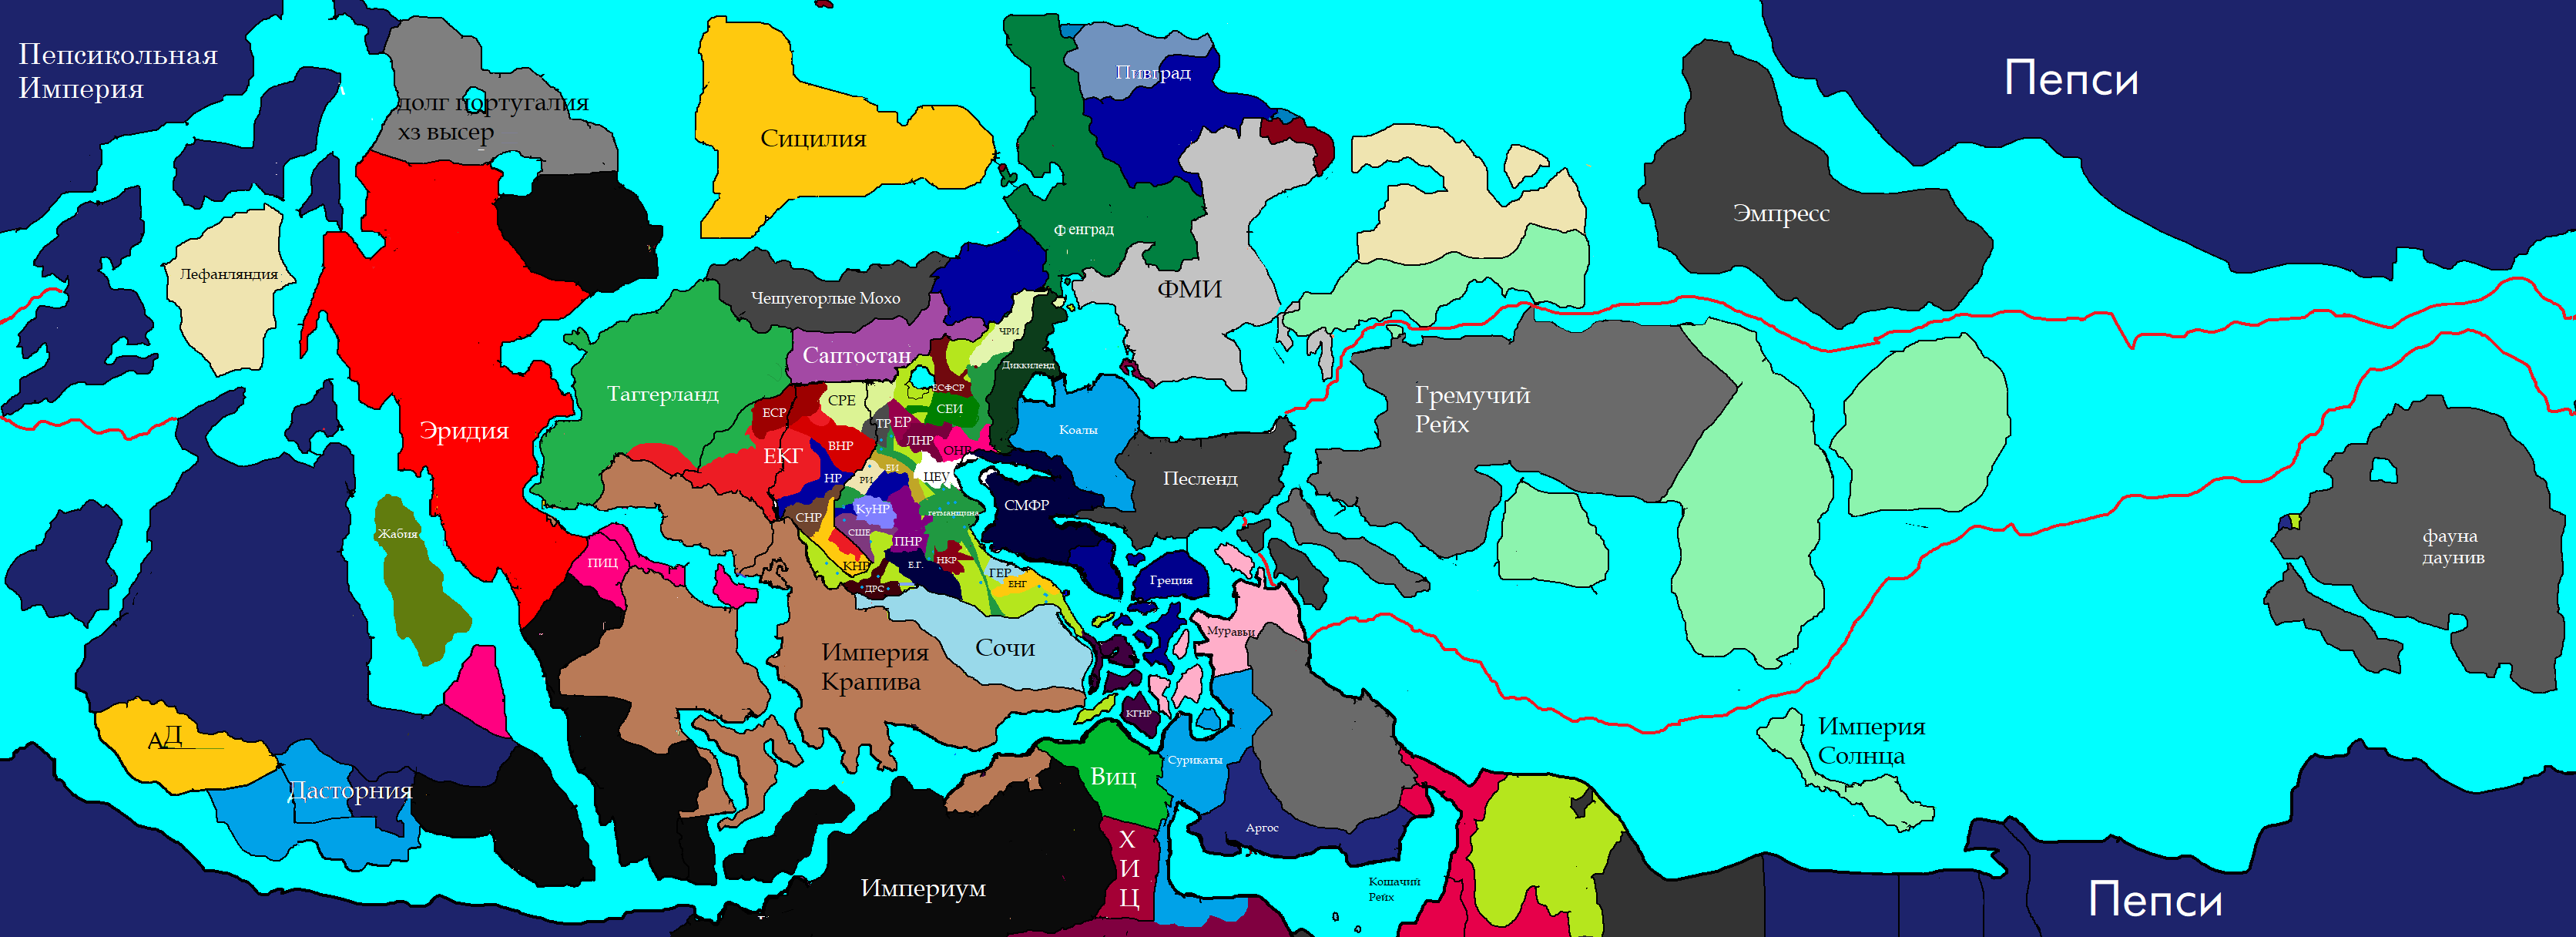 Пепсикольная
Империя
долг португалия
хз высер
Сицилия
Пивград
Пепси
Эмпресс
Фенград
Лефанляндия
Чешуегорлые Мохо
ФМИ
Саптостан
ЧРИ
Диккиленд
Таггерланд
ЕСФСР
СРЕ
ЕСР
СЕИ
ТР
ЕР
Эридия
Коалы
Гремучий
Рейх
ЛНР
ВНР
ОНР
ЕКГ
ЕИ
НР
РИ
ЦЕУ
Песленд
СМФР
КуНР
гетманщина
СНР
СШЕ
ПНР
Жабия
фауна
даунив
ПИЦ
КНР
Е.Г.
НКР
ГЕР
ЕНГ
ДРС
Греция
Муравьи
Сочи
Империя
Крапива
КГНР
АД
Империя
Солнца
Сурикаты
Виц
Дасторния
Аргос
Х
И
Ц
Империум
Кошачий
Рейх
Пепси